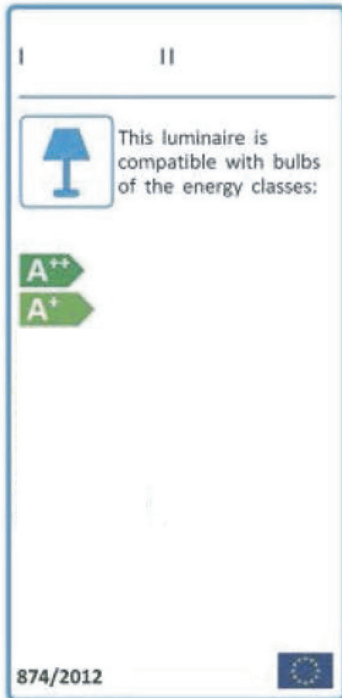 I II
This luminaire is
compatible with bulbs
of the energy classes:
A++
A+
874/2012